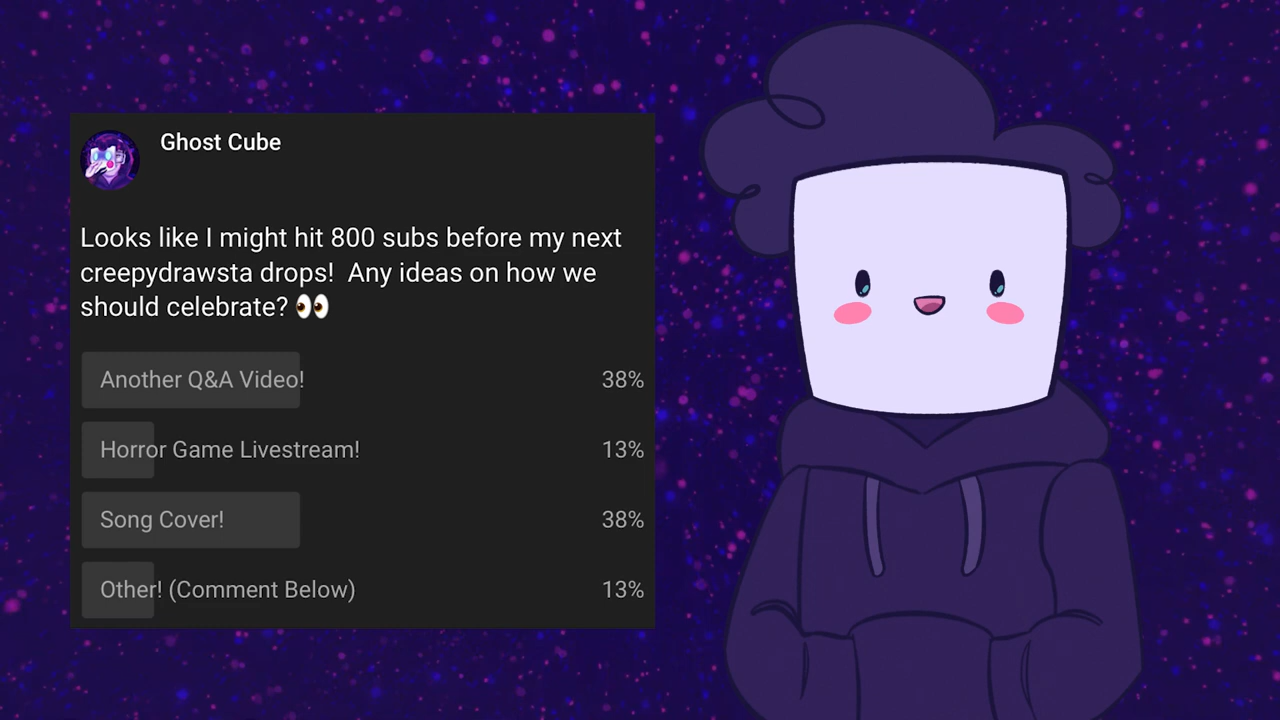 Ghost Cube
Looks like I might hit 800 subs before my next
creepydrawsta drops!  Any ideas on how we
should celebrate? 👀
Another Q&A Video! 38%
Horror Game Livestream! 13%
Song Cover! 38%
Other! (Comment Below) 13%